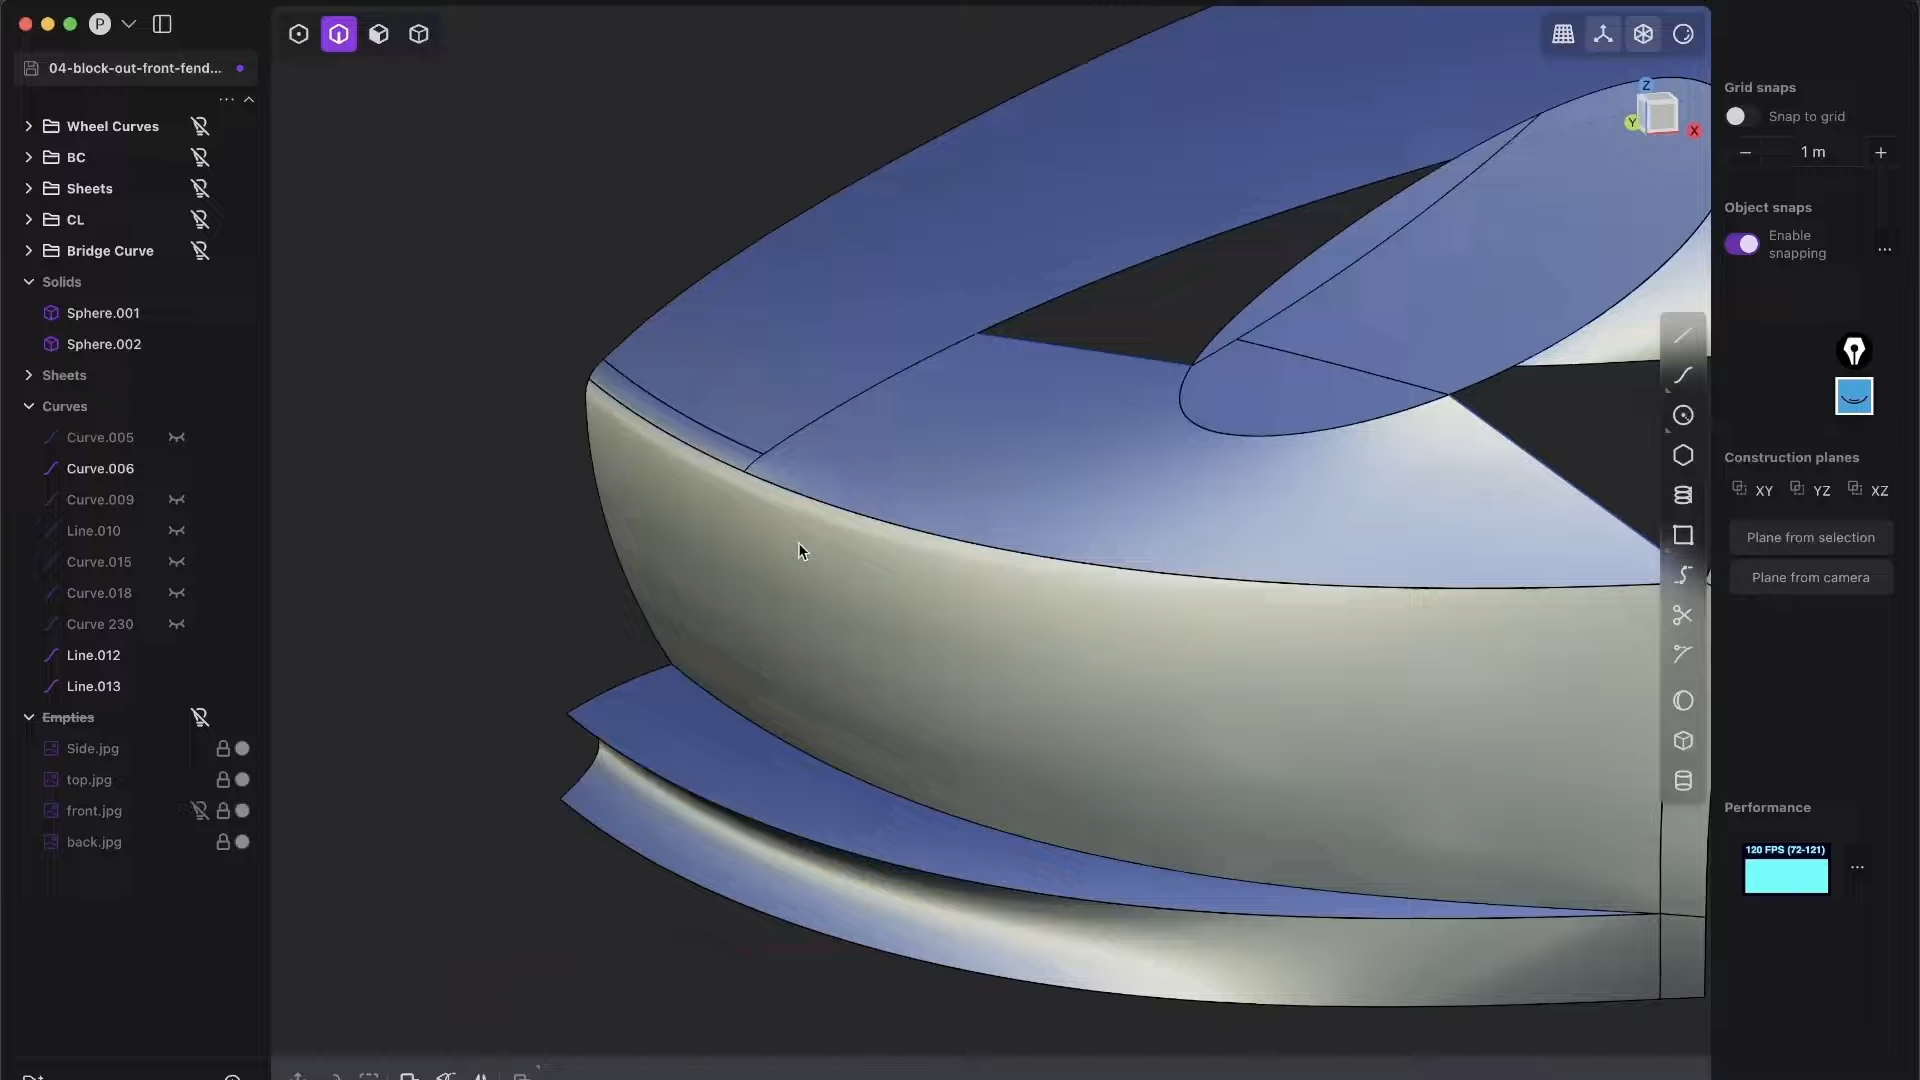 P
04-block-out-front-fend...
Wheel Curves
BC
Sheets
CL
Bridge Curve
Solids
Sphere.001
Sphere.002
Sheets
Curves
Curve.005
Curve.006
Curve.009
Line.010
Curve.015
Curve.018
Curve 230
Line.012
Line.013
Empties
Side.jpg
top.jpg
front.jpg
back.jpg
Z
Y
X
Grid snaps
Snap to grid
1 m
Object snaps
Enable
snapping
Construction planes
XY YZ XZ
Plane from selection
Plane from camera
Performance
120 FPS (72-121)